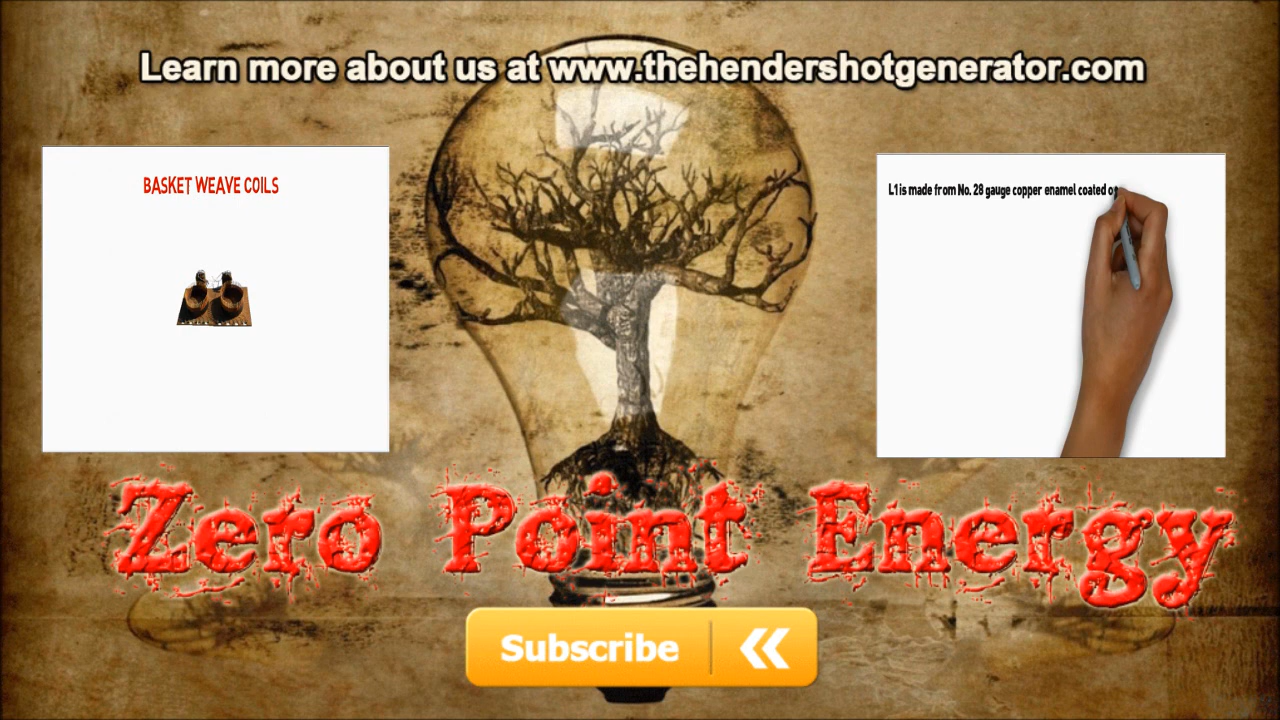 Learn more about us at www.thehendershotgenerator.com
BASKET WEAVE COILS
L1 is made from No. 28 gauge copper enamel coated o
Zero Point Energy
Subscribe